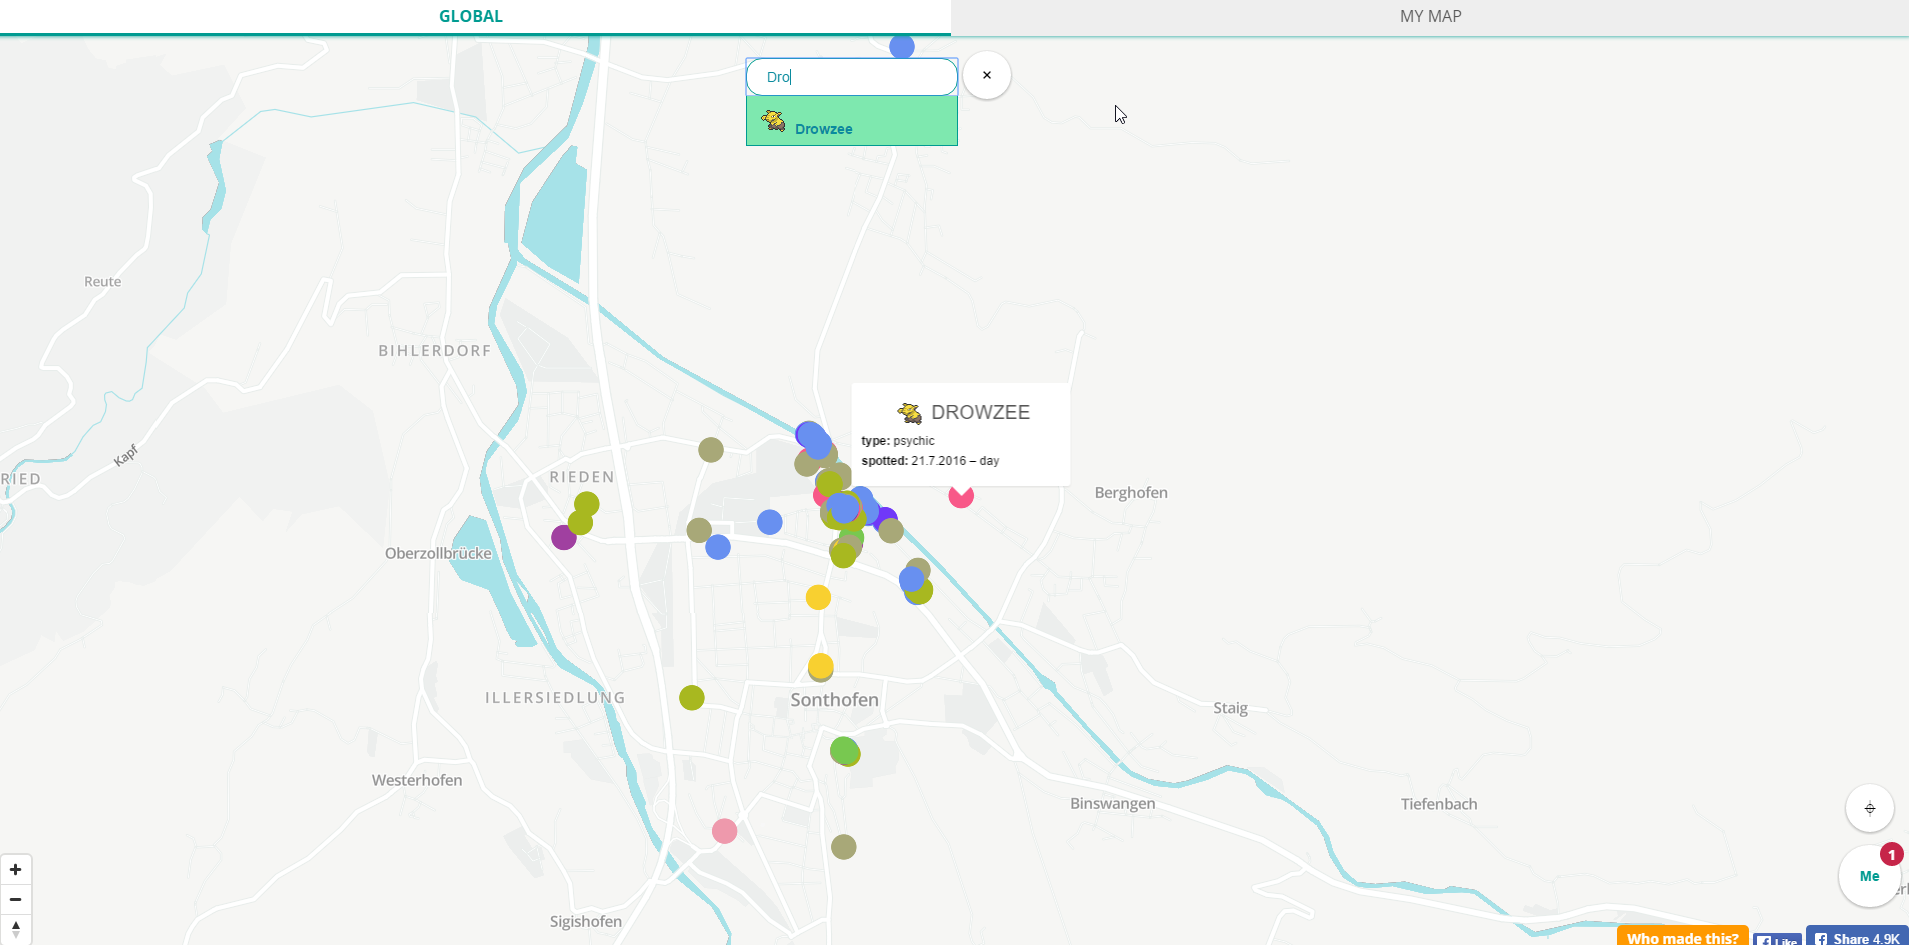 GLOBAL
MY MAP
Dro
×
Drowzee
Reute
BIHLERDORF
DROWZEE
type: psychic
spotted: 21.7.2016 – day
Kapf
RIED
RIEDEN
Berghofen
Oberzollbrücke
ILLERSIEDLUNG
Sonthofen
Staig
Westerhofen
Binswangen
Tiefenbach
1
Me
Sigishofen
Who made this?
Like
Share 4.9K